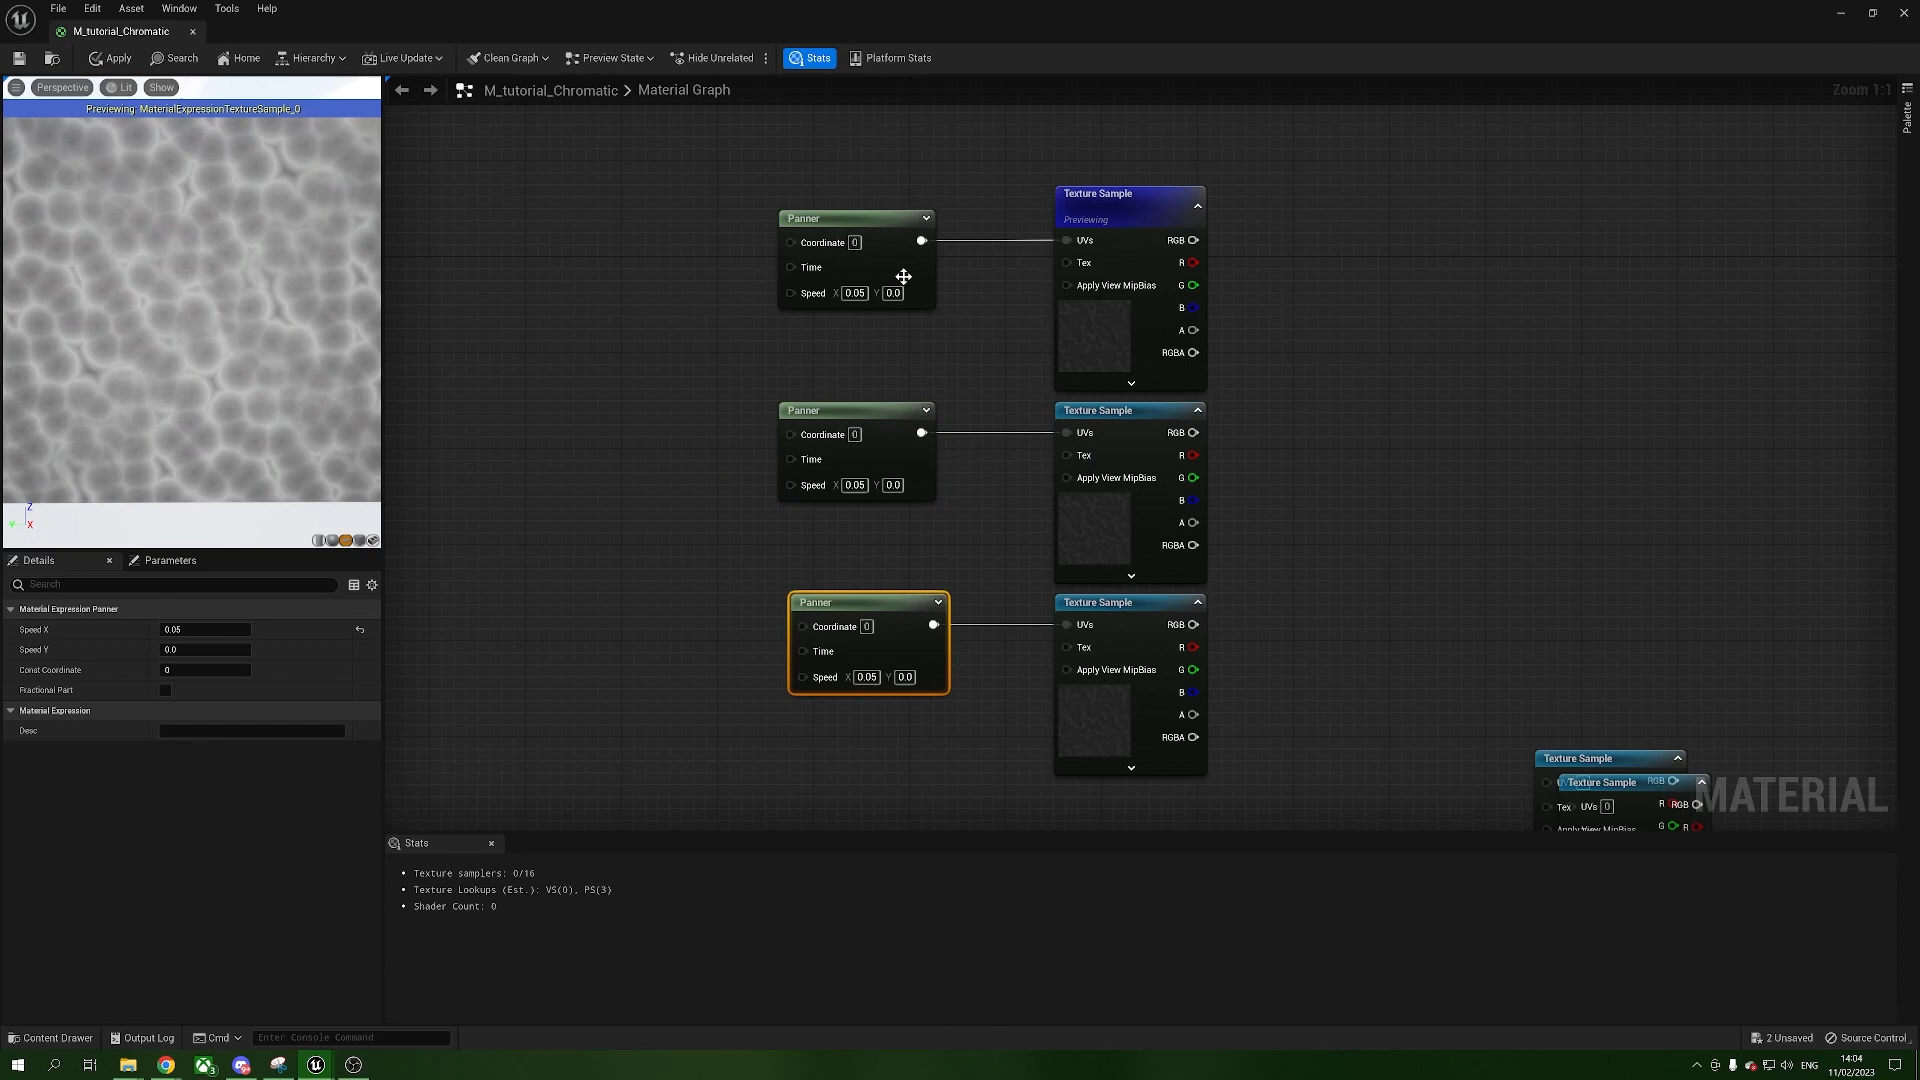 File Edit Asset Window Tools Help
M_tutorial_Chromatic
Apply Search Home Hierarchy Live Update Clean Graph Preview State Hide Unrelated Stats Platform Stats
Perspective Lit Show
M_tutorial_Chromatic > Material Graph
Zoom 1:1
Palette
Previewing: MaterialExpressionTextureSample_0
Z
Y X
Panner
Coordinate 0
Time
Speed X 0.05 Y 0.0
Texture Sample
Previewing
UVs RGB
Tex R
Apply View MipBias G
B
A
RGBA
Panner
Coordinate 0
Time
Speed X 0.05 Y 0.0
Texture Sample
UVs RGB
Tex R
Apply View MipBias G
B
A
RGBA
Panner
Coordinate 0
Time
Speed X 0.05 Y 0.0
Texture Sample
UVs RGB
Tex R
Apply View MipBias G
B
A
RGBA
Texture Sample
Texture Sample RGB
Tex UVs 0 R RGB
G R
MATERIAL
Details Parameters
Search
Material Expression Panner
Speed X 0.05
Speed Y 0.0
Const Coordinate 0
Fractional Part
Material Expression
Desc
Stats
• Texture samplers: 0/16
• Texture Lookups (Est.): VS(0), PS(3)
• Shader Count: 0
Content Drawer Output Log Cmd Enter Console Command
2 Unsaved Source Control
3
ENG
14:04
11/02/2023